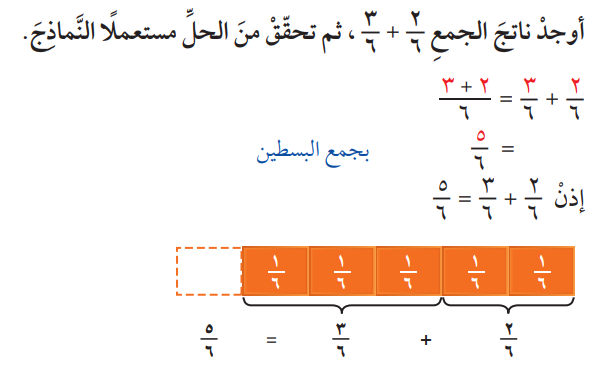 أوجدْ ناتجَ الجمعِ ٢/٦ + ٣/٦ ، ثم تحقّقْ منَ الحلِّ مستعملًا النَّماذِجَ.
٢/٦ + ٣/٦ = (٢ + ٣)/٦
= ٥/٦ بجمع البسطين
إذنْ ٢/٦ + ٣/٦ = ٥/٦
١/٦ ١/٦ ١/٦ ١/٦ ١/٦
٢/٦ + ٣/٦ = ٥/٦